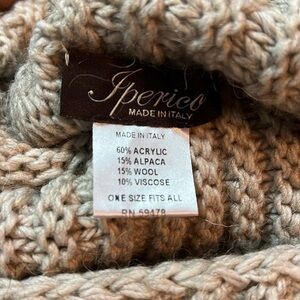 Iperico
MADE IN ITALY
MADE IN ITALY
60% ACRYLIC
15% ALPACA
15% WOOL
10% VISCOSE
ONE SIZE FITS ALL
RN 59478